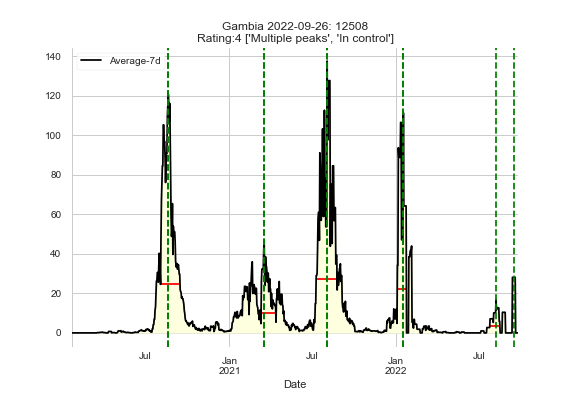 Gambia 2022-09-26: 12508
Rating:4 ['Multiple peaks', 'In control']
Average-7d
140
120
100
80
60
40
20
0
Jul
Jan
2021
Jul
Jan
2022
Jul
Date